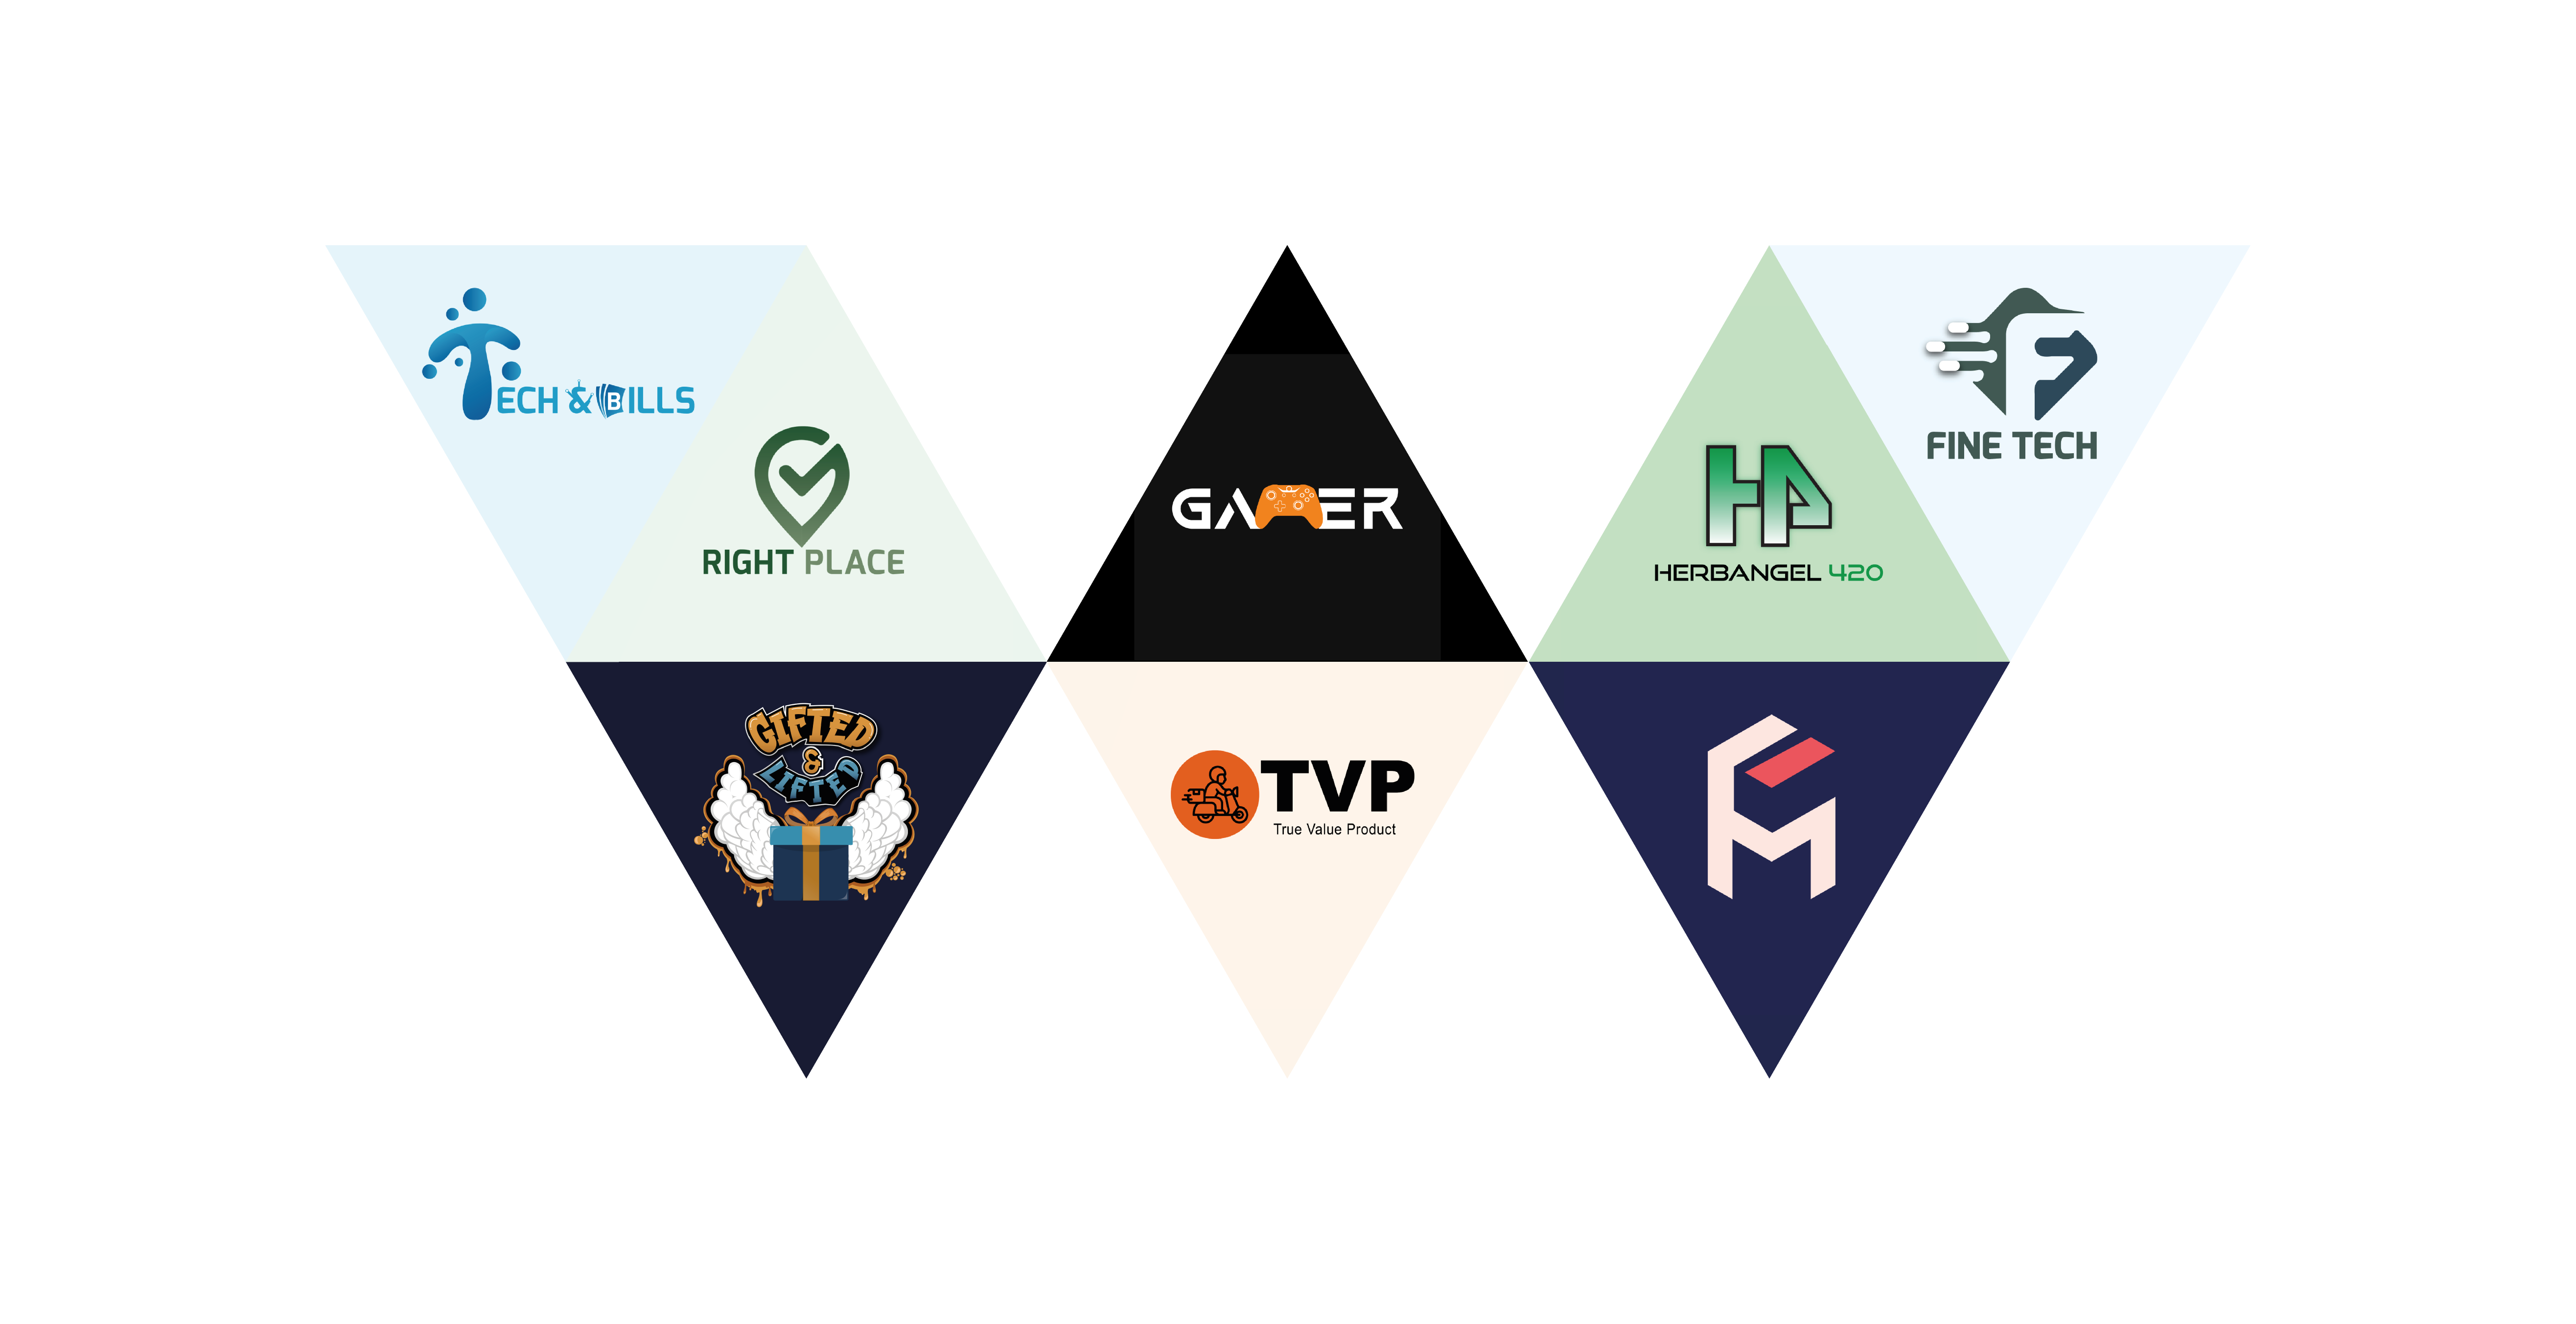 TECH & BILLS
RIGHT PLACE
GAMER
HERBANGEL 420
FINE TECH
GIFTED
&
LIFTED
TVP
True Value Product